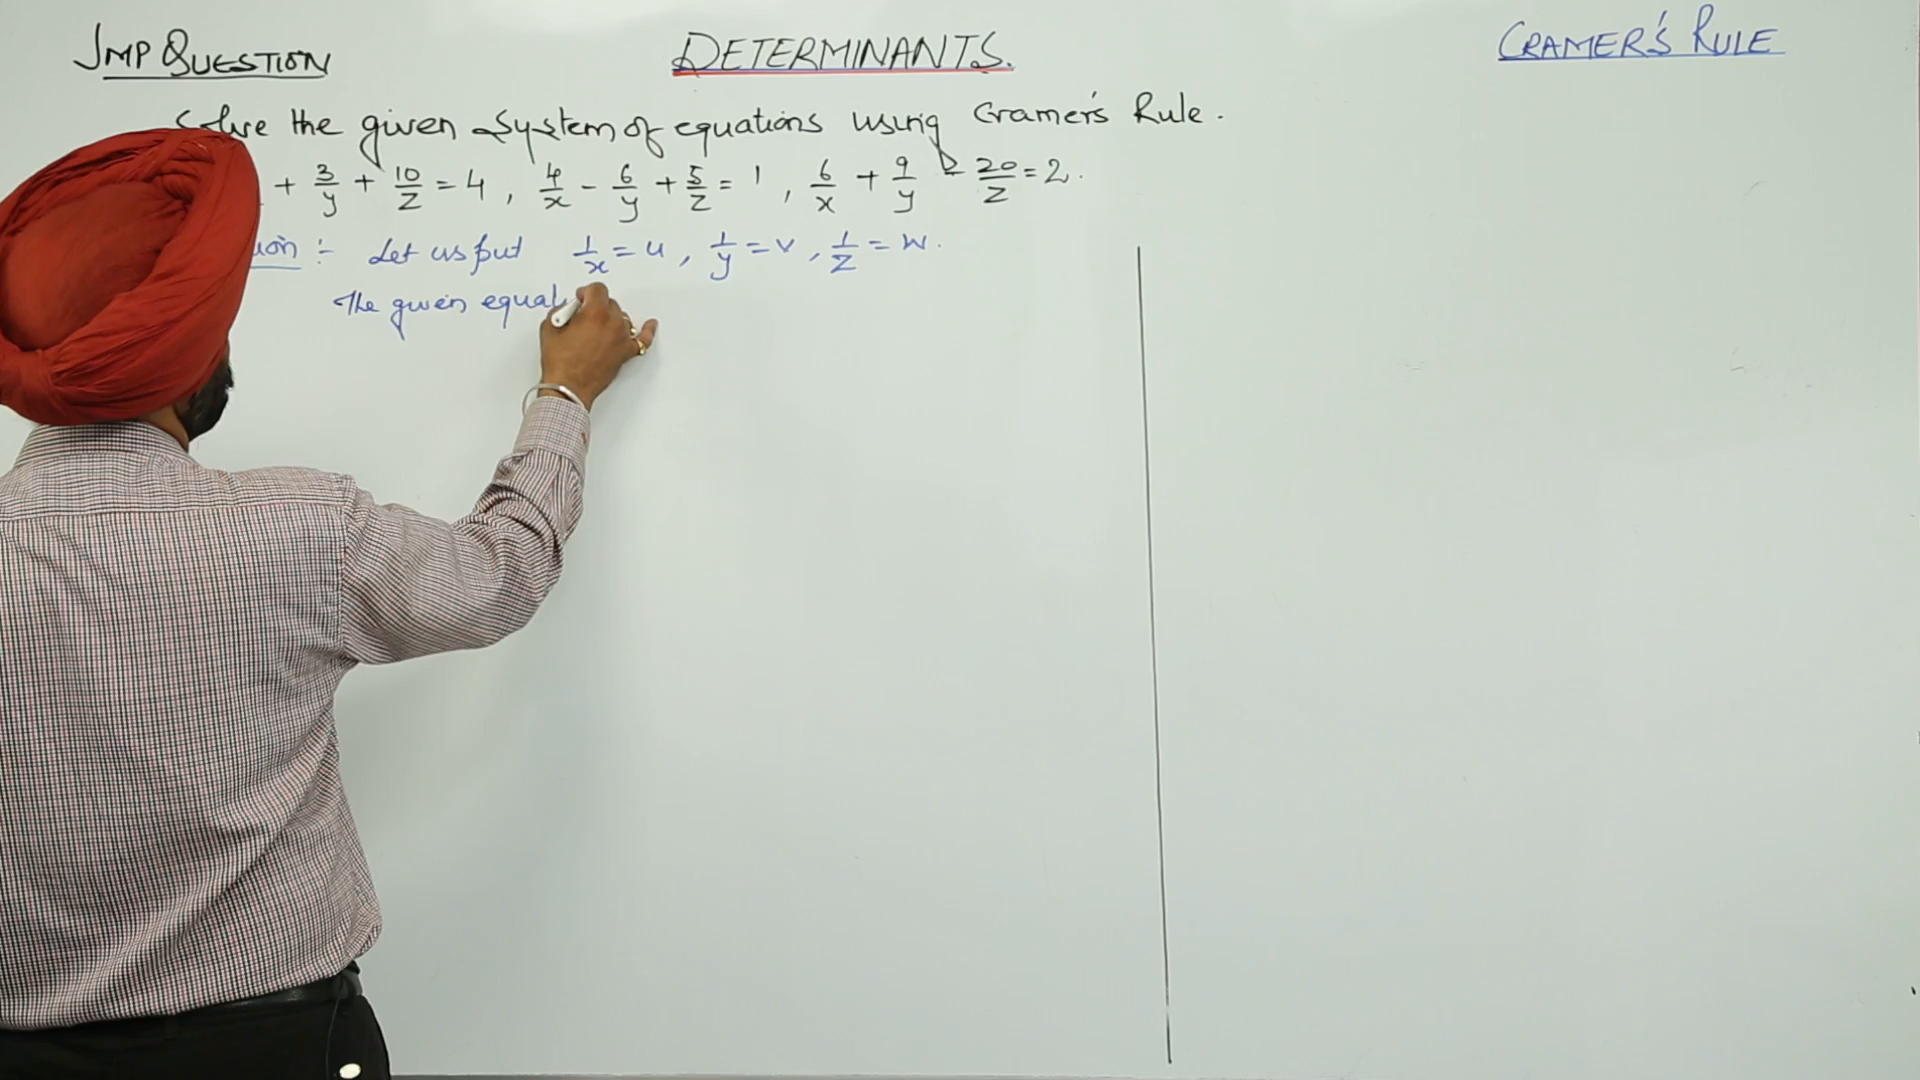 IMP QUESTION
DETERMINANTS.
CRAMER'S RULE
Solve the given system of equations using Cramer's Rule.
+ 3/y + 10/z = 4, 4/x - 6/y + 5/z = 1, 6/x + 9/y - 20/z = 2.
:- Let us put 1/x = u, 1/y = v, 1/z = w.
The given equat